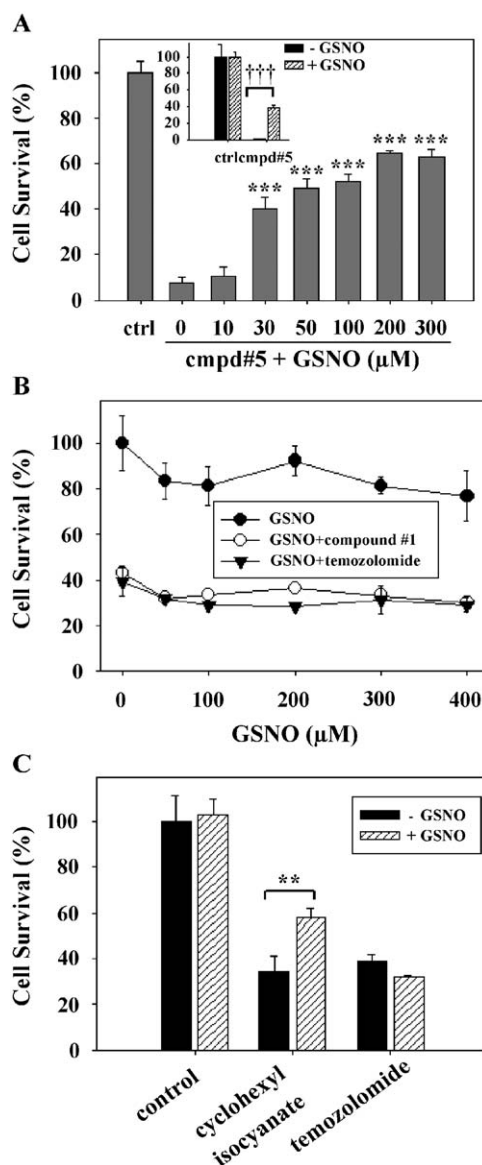 A
Cell Survival (%)
100
80
60
40
20
0
100
80
60
40
20
0
- GSNO
+ GSNO
†††
ctrl cmpd#5
***
***
***
***
***
ctrl 0 10 30 50 100 200 300
cmpd#5 + GSNO (µM)
B
Cell Survival (%)
100
80
60
40
20
0
GSNO
GSNO+compound #1
GSNO+temozolomide
0 100 200 300 400
GSNO (µM)
C
Cell Survival (%)
100
80
60
40
20
0
- GSNO
+ GSNO
**
control
cyclohexyl
isocyanate
temozolomide